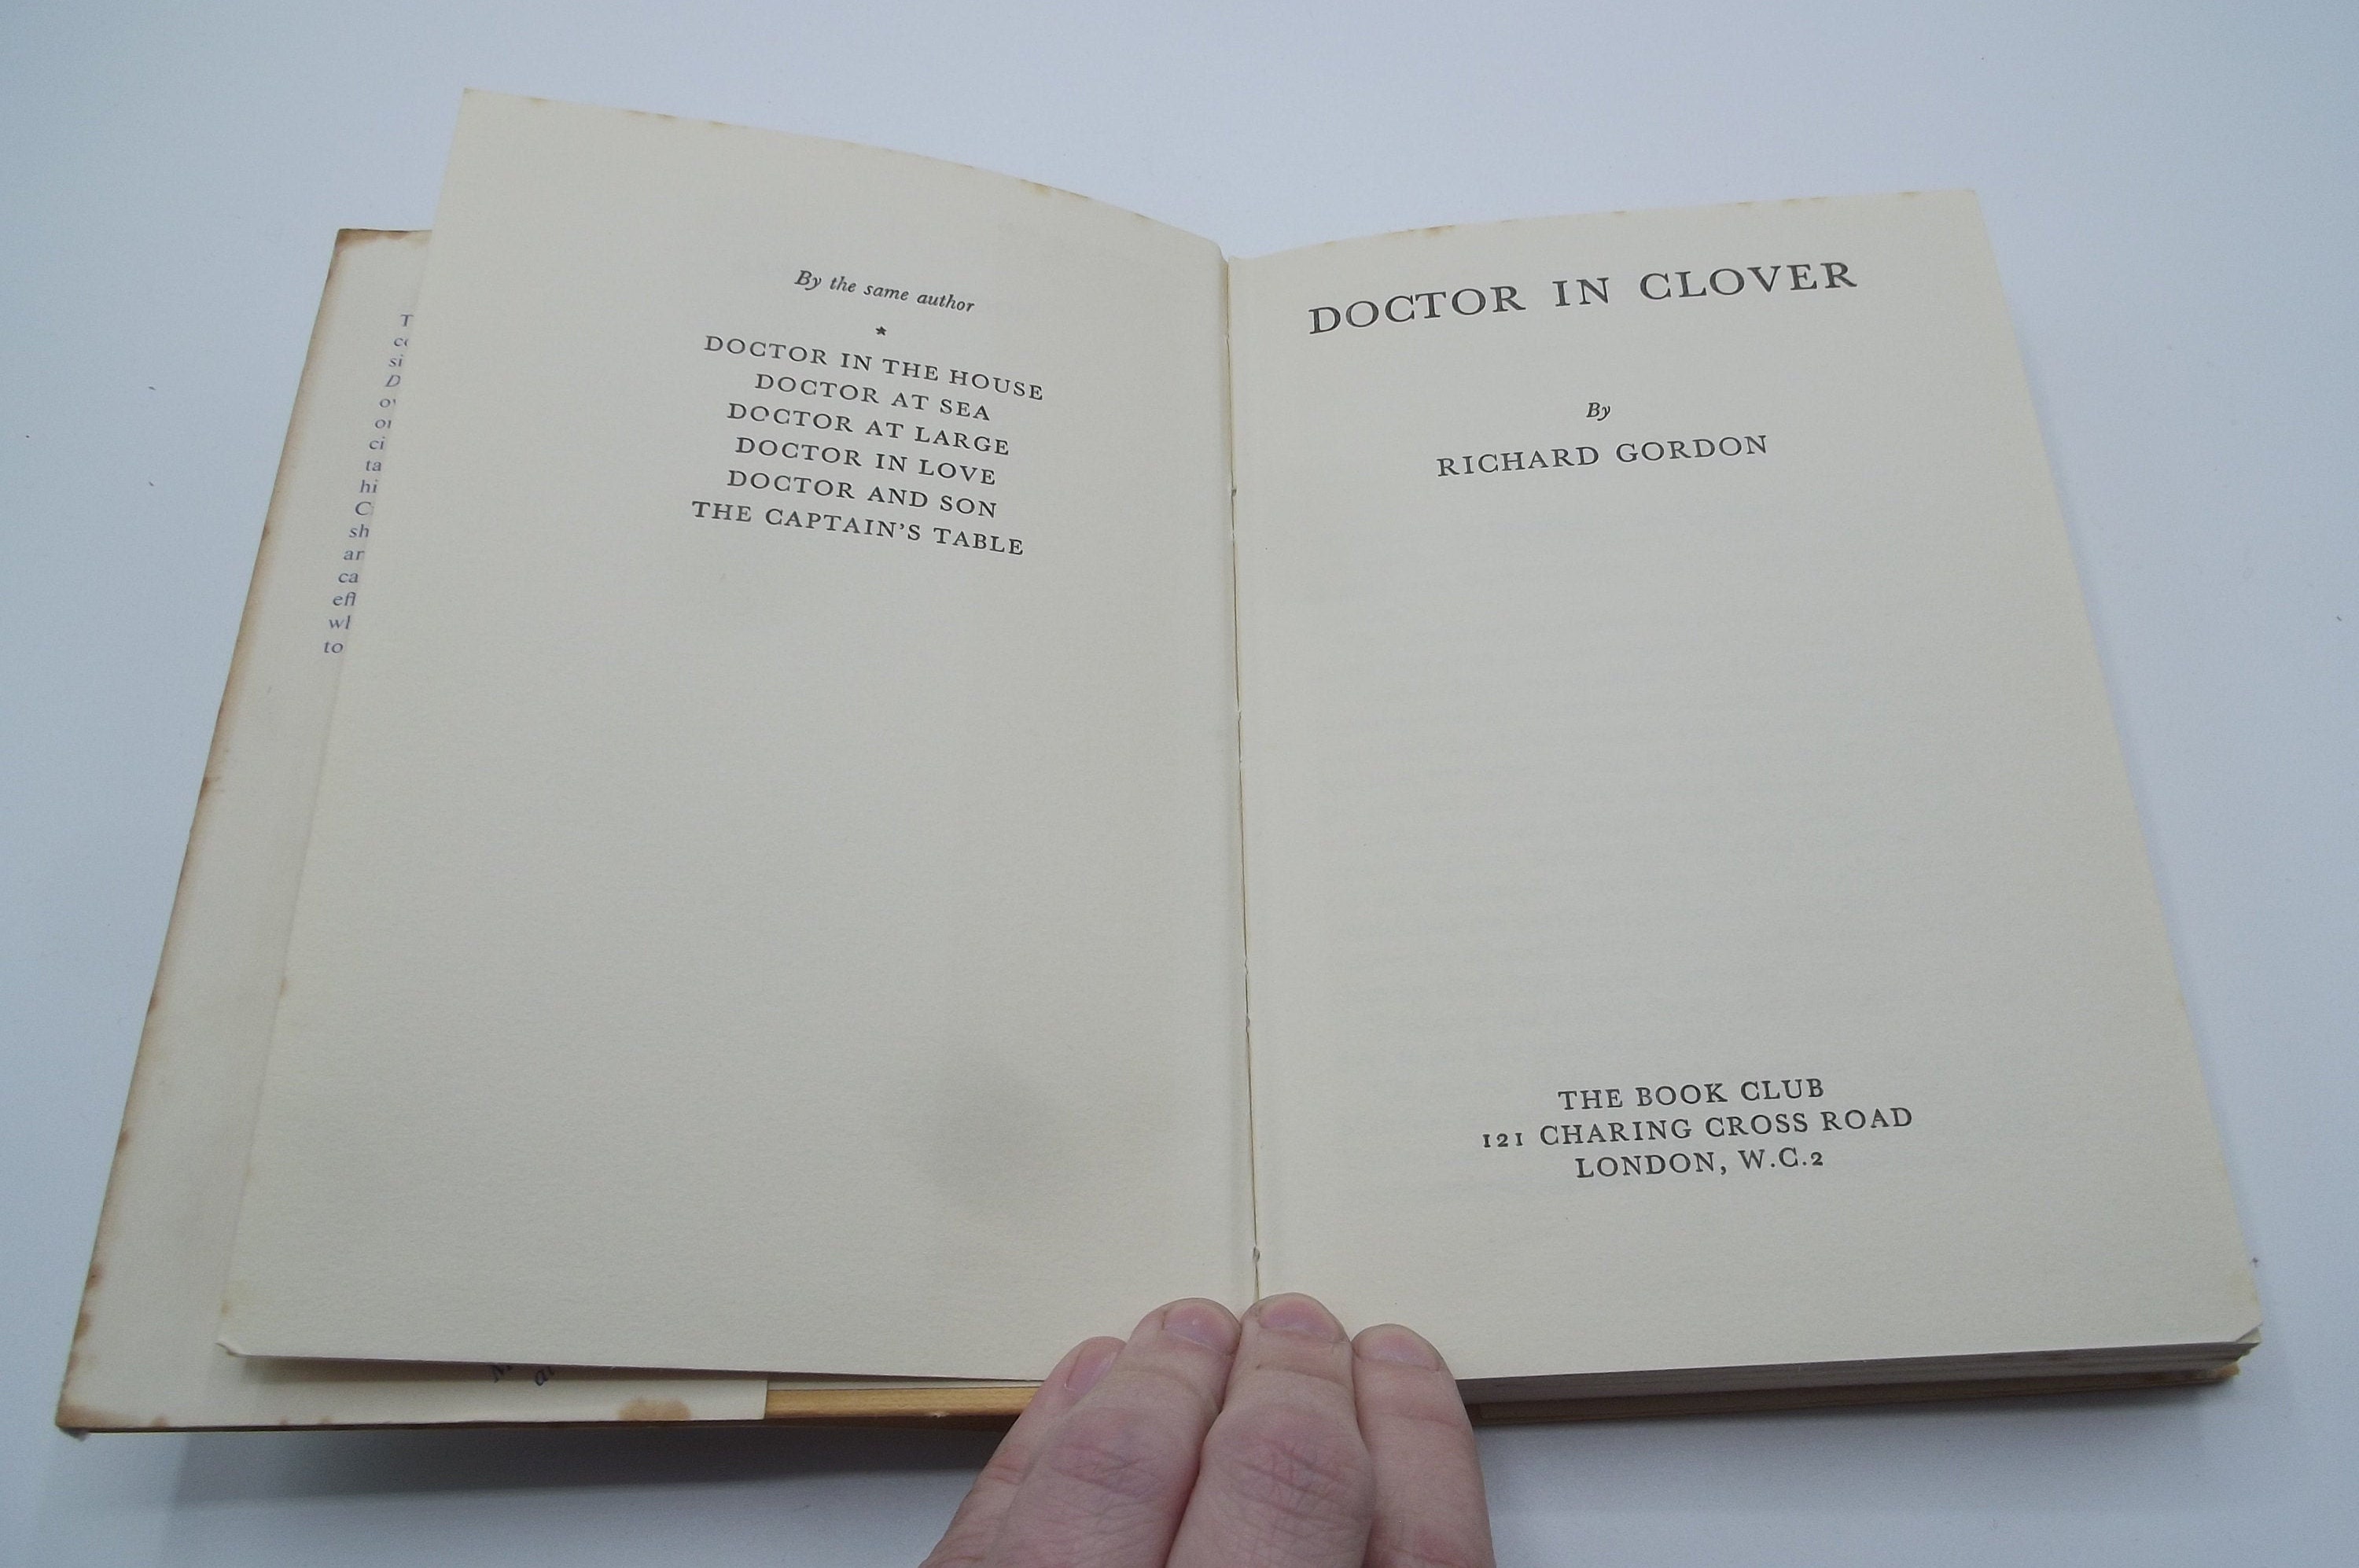 By the same author
*
DOCTOR IN THE HOUSE
DOCTOR AT SEA
DOCTOR AT LARGE
DOCTOR IN LOVE
DOCTOR AND SON
THE CAPTAIN'S TABLE
DOCTOR IN CLOVER
By
RICHARD GORDON
THE BOOK CLUB
121 CHARING CROSS ROAD
LONDON, W.C.2